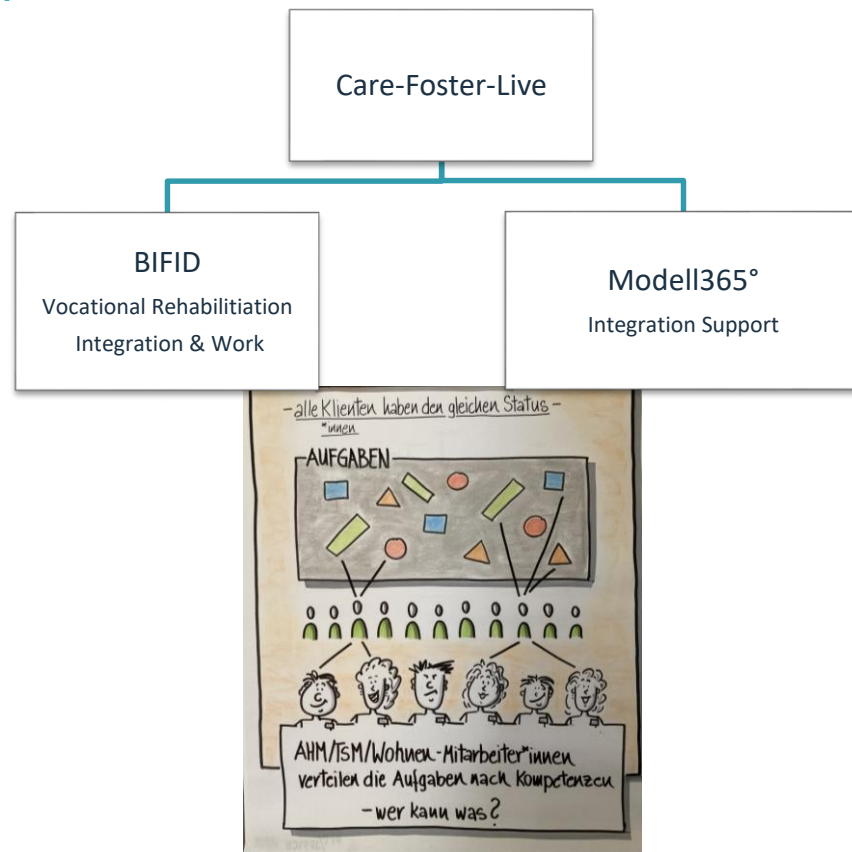 Care-Foster-Live
BIFID
Vocational Rehabilitiation
Integration & Work
Modell365°
Integration Support
- alle Klienten haben den gleichen Status -
*innen
AUFGABEN
AHM/TSM/Wohnen-Mitarbeiter*innen
verteilen die Aufgaben nach Kompetenzen
- wer kann was?